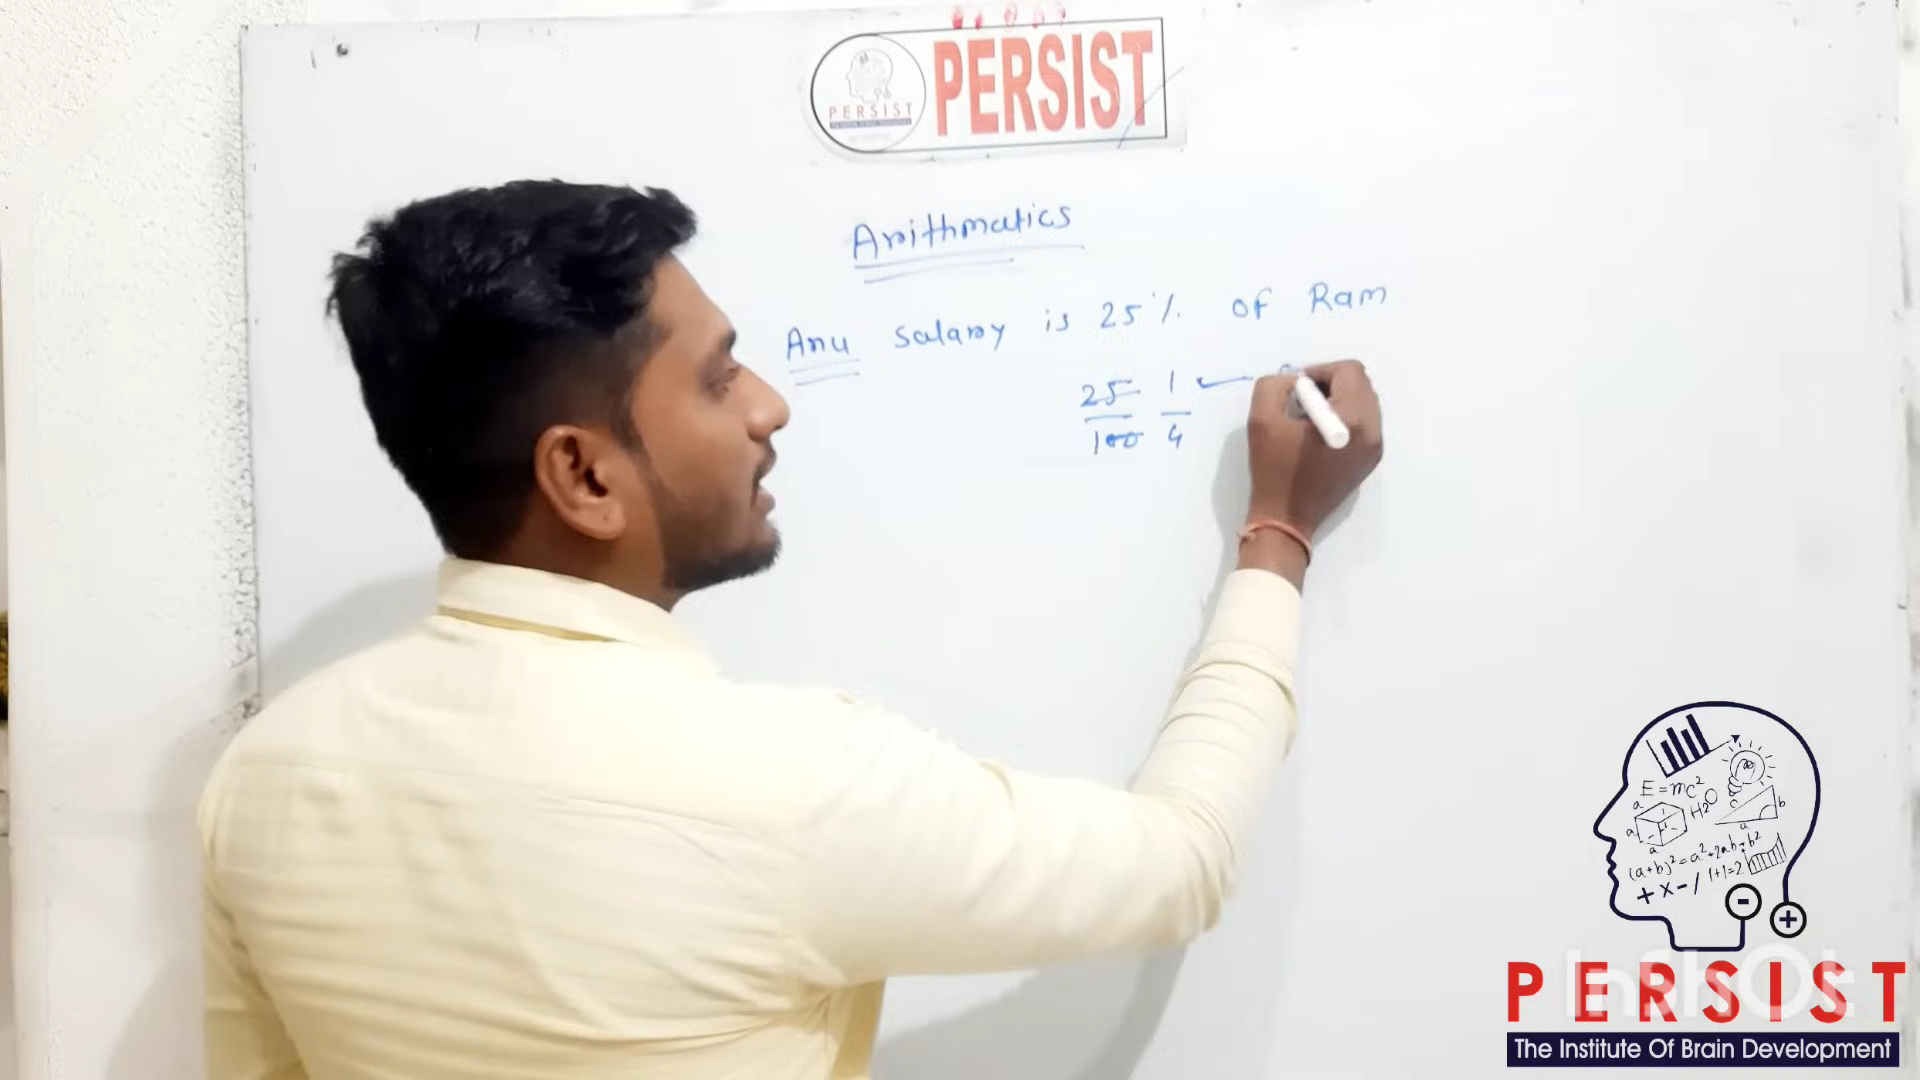 PERSIST
PERSIST
Arithmatics
Anu salary is 25% of Ram
25 1
100 4
E=mc²
H2O
a
b
c
a
a
a
a
(a+b)²=a²+2ab+b²
+ x - /
1+1=2
-
+
InShOt
PERSIST
The Institute Of Brain Development